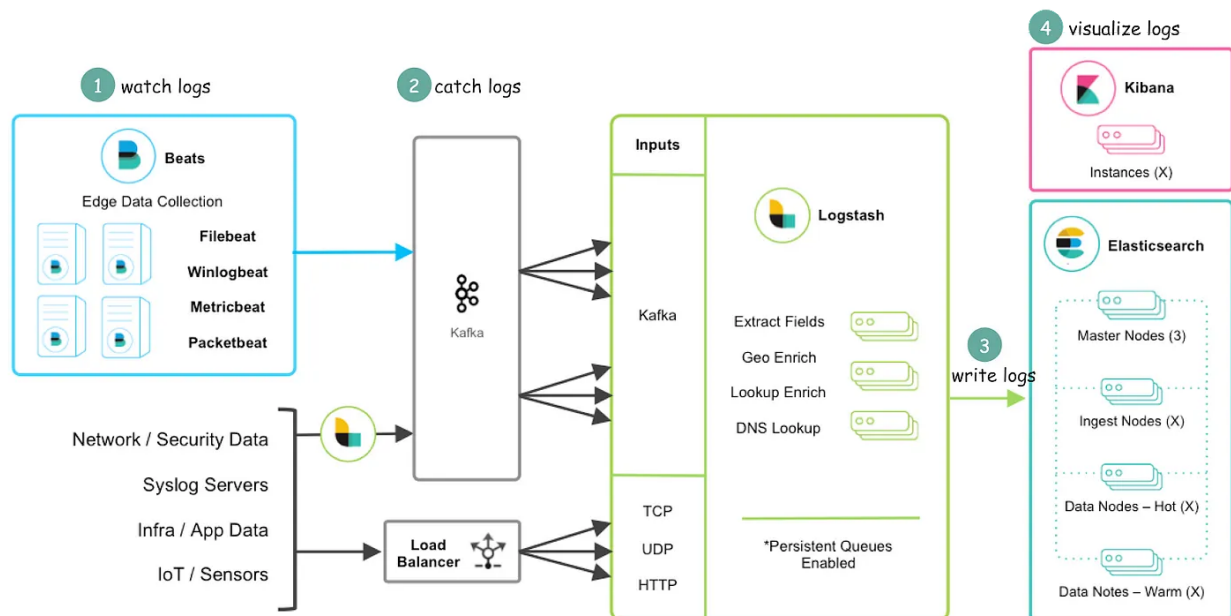 1 watch logs
Beats
Edge Data Collection
Filebeat
Winlogbeat
Metricbeat
Packetbeat
Network / Security Data
Syslog Servers
Infra / App Data
IoT / Sensors
2 catch logs
Kafka
Load
Balancer
Inputs
Kafka
TCP
UDP
HTTP
Logstash
Extract Fields
Geo Enrich
Lookup Enrich
DNS Lookup
*Persistent Queues
Enabled
3
write logs
4 visualize logs
Kibana
Instances (X)
Elasticsearch
Master Nodes (3)
Ingest Nodes (X)
Data Nodes – Hot (X)
Data Notes – Warm (X)